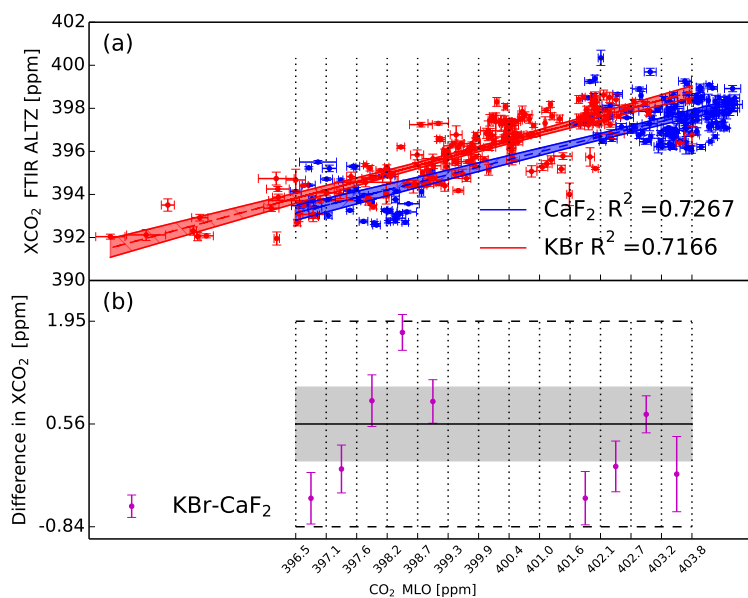 402
(a)
400
398
396
394
392
390
XCO2 FTIR ALTZ [ppm]
CaF2 R2 =0.7267
KBr R2 =0.7166
(b)
1.95
0.56
-0.84
Difference in XCO2 [ppm]
KBr-CaF2
396.5 397.1 397.6 398.2 398.7 399.3 399.9 400.4 401.0 401.6 402.1 402.7 403.2 403.8
CO2 MLO [ppm]